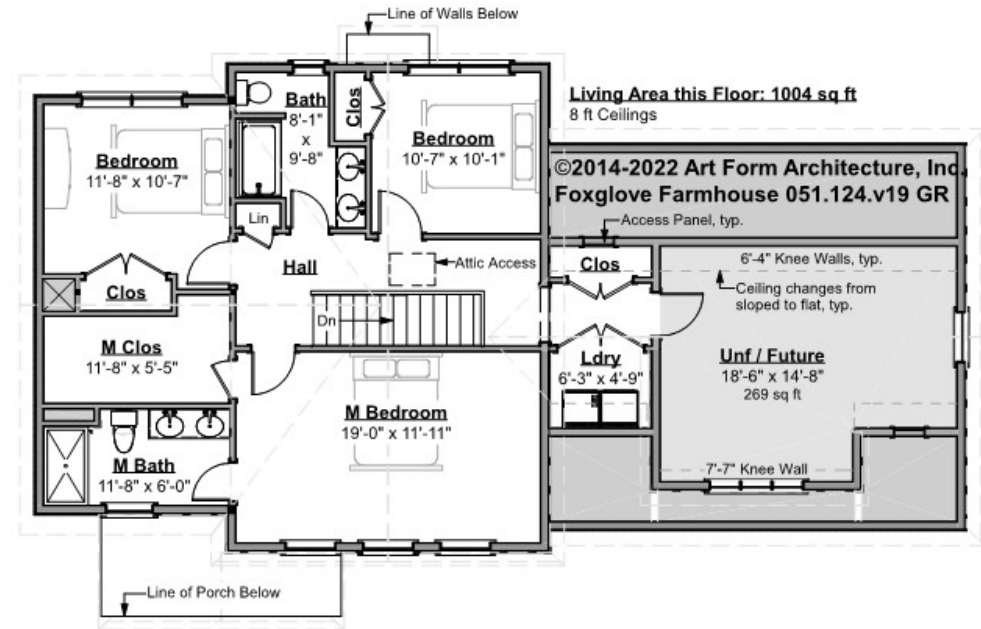 Line of Walls Below
Living Area this Floor: 1004 sq ft
8 ft Ceilings
Bath
8'-1"
x
9'-8"
Clos
Bedroom
10'-7" x 10'-1"
Bedroom
11'-8" x 10'-7"
©2014-2022 Art Form Architecture, Inc.
Foxglove Farmhouse 051.124.v19 GR
Access Panel, typ.
Lin
Hall
Attic Access
Clos
6'-4" Knee Walls, typ.
Ceiling changes from
sloped to flat, typ.
Clos
Dn
M Clos
11'-8" x 5'-5"
Ldry
6'-3" x 4'-9"
Unf / Future
18'-6" x 14'-8"
269 sq ft
M Bedroom
19'-0" x 11'-11"
M Bath
11'-8" x 6'-0"
7'-7" Knee Wall
Line of Porch Below